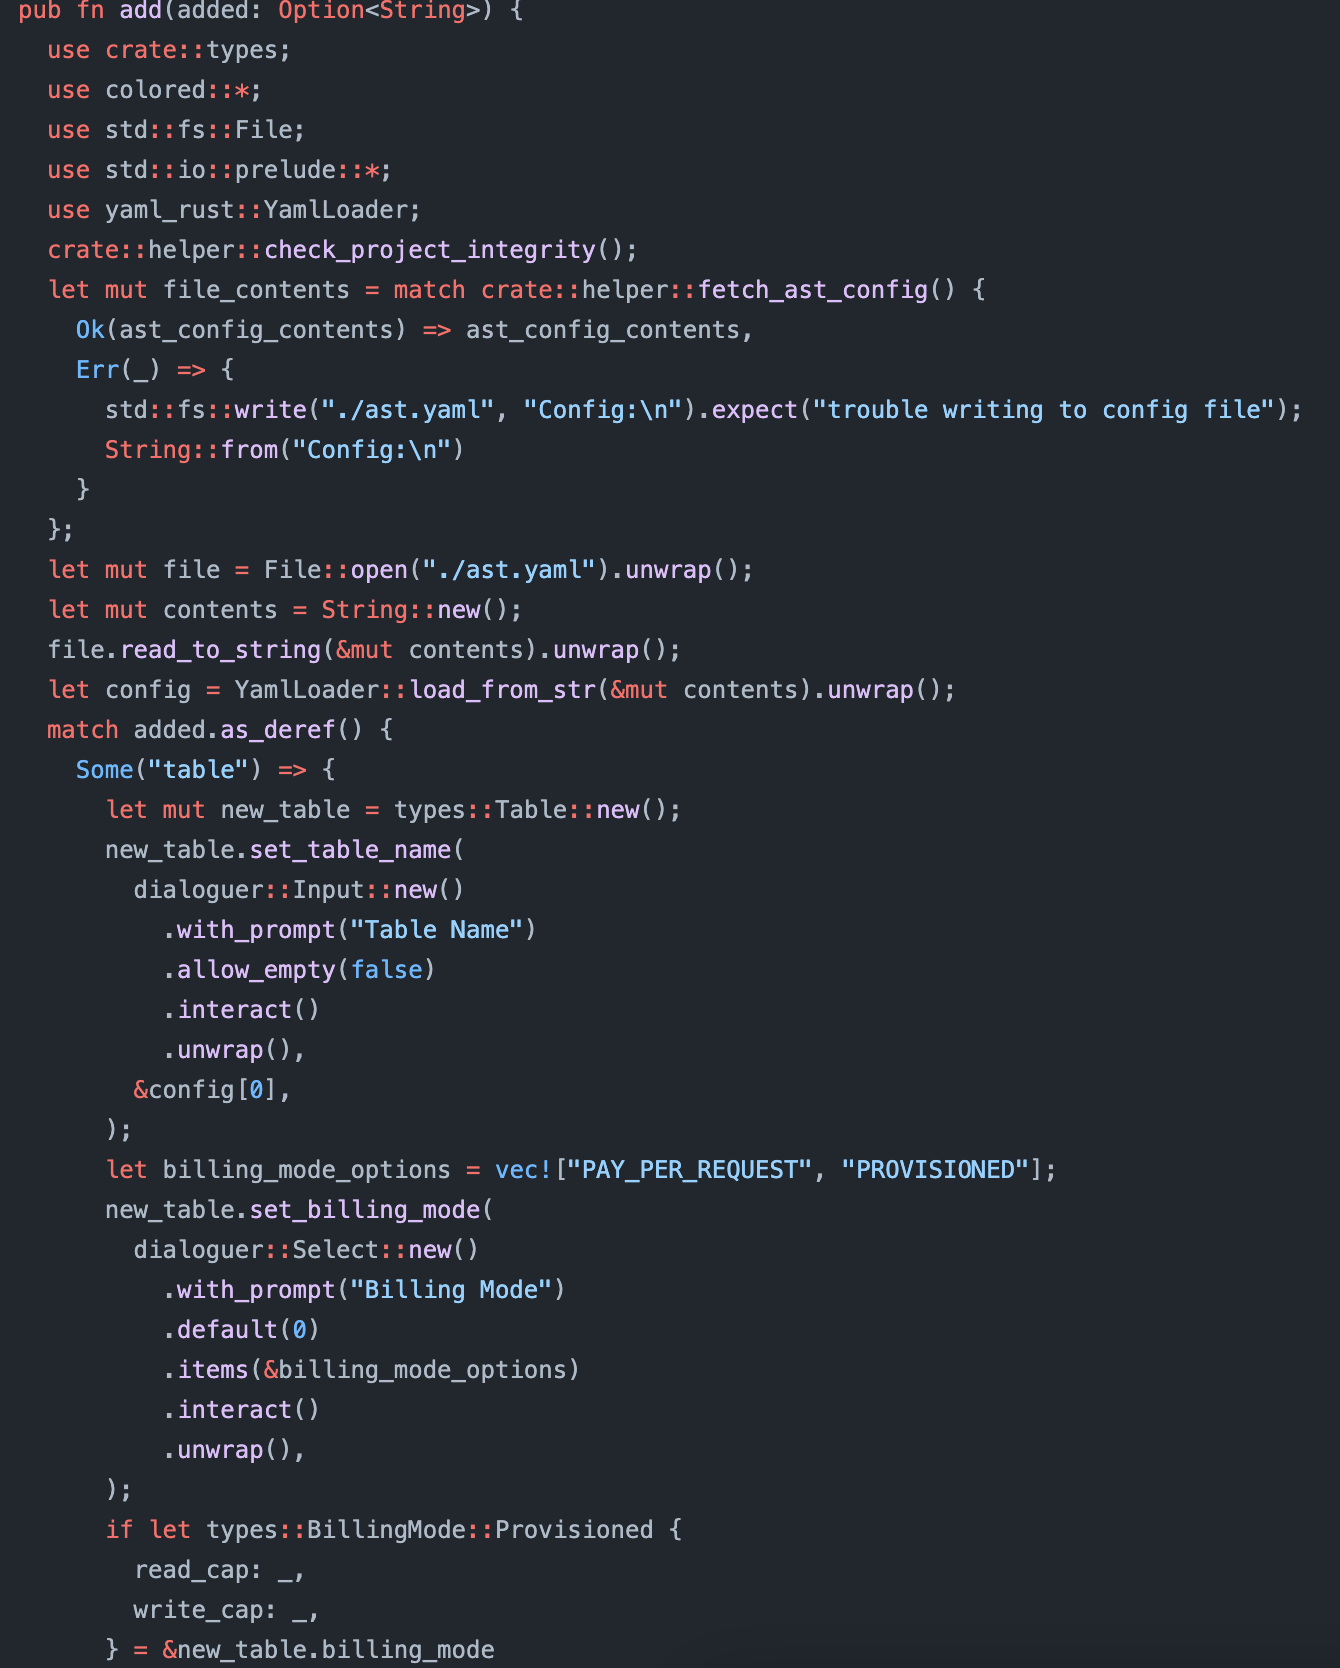 pub fn add(added: Option<String>) {
  use crate::types;
  use colored::*;
  use std::fs::File;
  use std::io::prelude::*;
  use yaml_rust::YamlLoader;
  crate::helper::check_project_integrity();
  let mut file_contents = match crate::helper::fetch_ast_config() {
    Ok(ast_config_contents) => ast_config_contents,
    Err(_) => {
      std::fs::write("./ast.yaml", "Config:\n").expect("trouble writing to config file");
      String::from("Config:\n")
    }
  };
  let mut file = File::open("./ast.yaml").unwrap();
  let mut contents = String::new();
  file.read_to_string(&mut contents).unwrap();
  let config = YamlLoader::load_from_str(&mut contents).unwrap();
  match added.as_deref() {
    Some("table") => {
      let mut new_table = types::Table::new();
      new_table.set_table_name(
        dialoguer::Input::new()
          .with_prompt("Table Name")
          .allow_empty(false)
          .interact()
          .unwrap(),
        &config[0],
      );
      let billing_mode_options = vec!["PAY_PER_REQUEST", "PROVISIONED"];
      new_table.set_billing_mode(
        dialoguer::Select::new()
          .with_prompt("Billing Mode")
          .default(0)
          .items(&billing_mode_options)
          .interact()
          .unwrap(),
      );
      if let types::BillingMode::Provisioned {
        read_cap: _,
        write_cap: _,
      } = &new_table.billing_mode